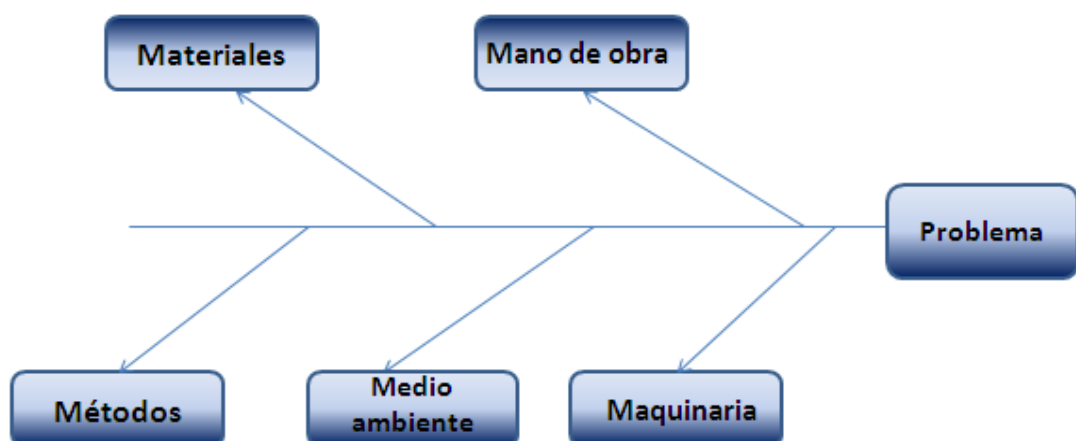 Materiales
Mano de obra
Problema
Métodos
Medio
ambiente
Maquinaria